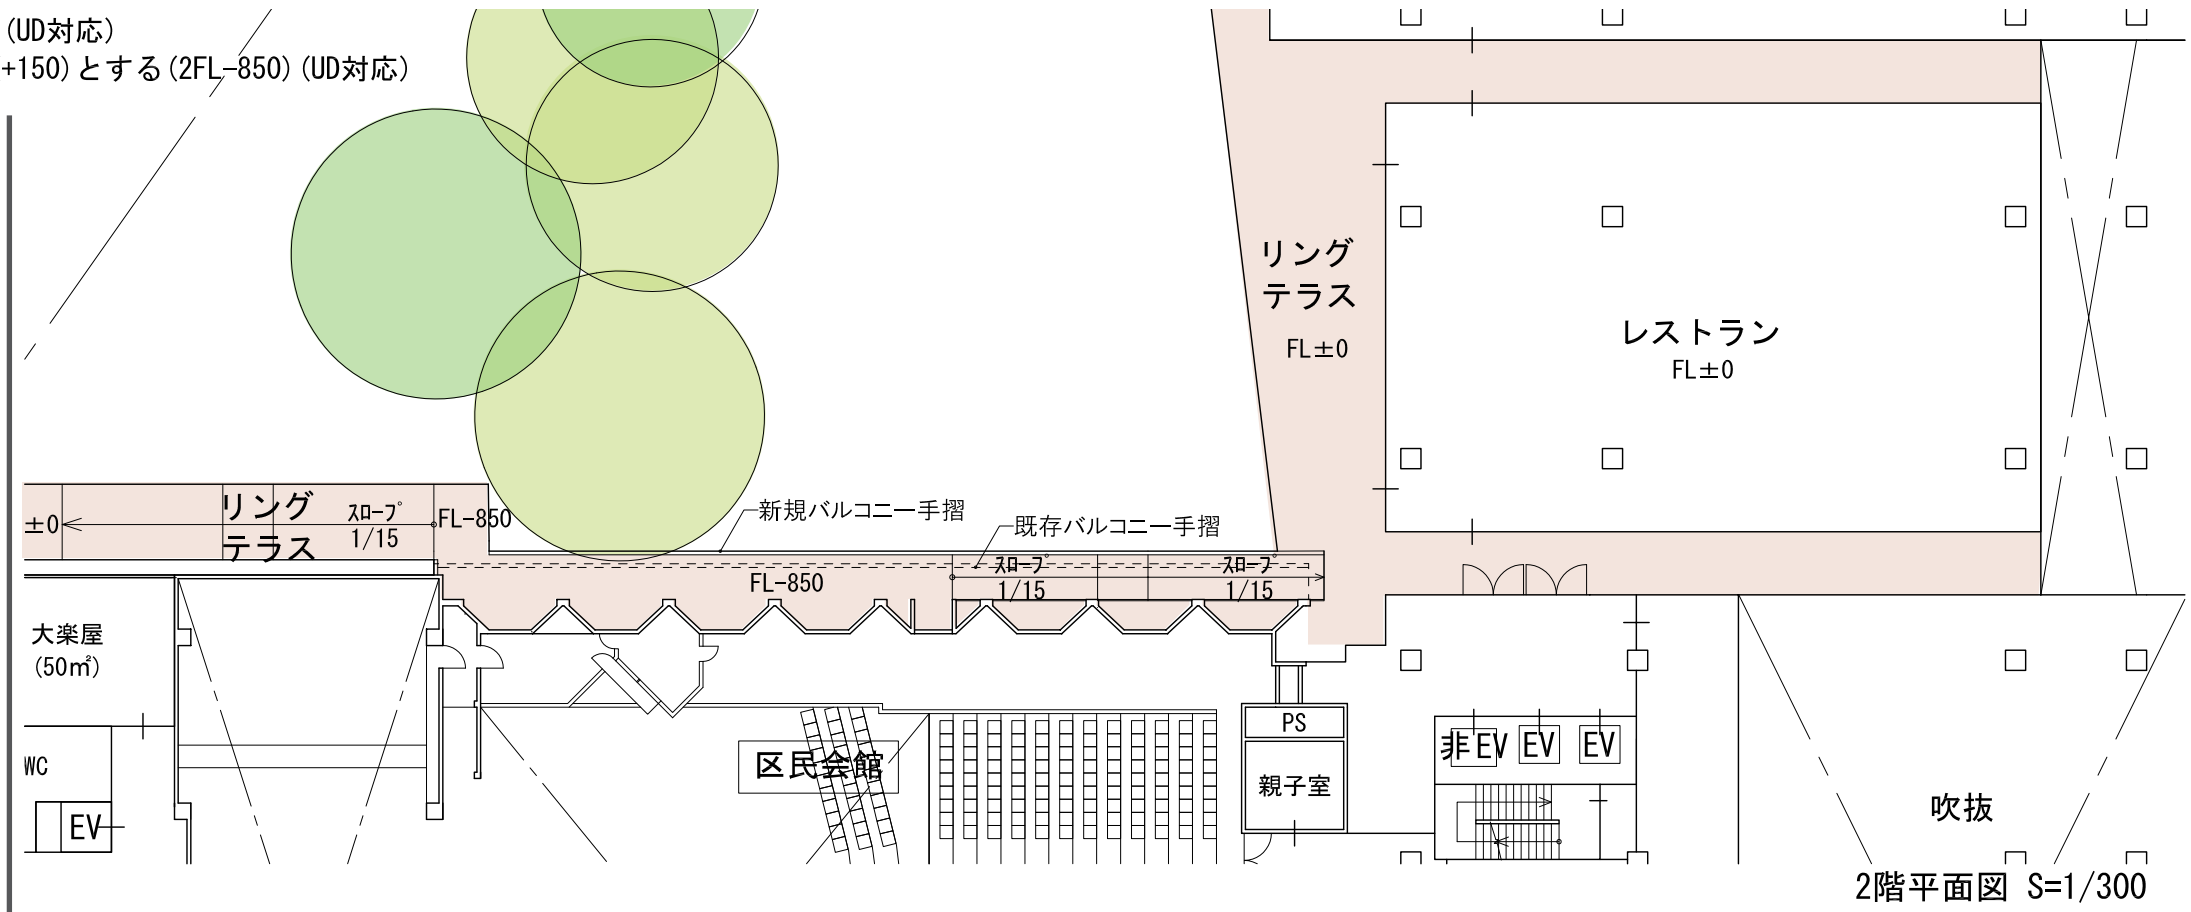 (UD対応)
+150)とする(2FL-850)(UD対応)
リング
テラス
FL±0
レストラン
FL±0
新規バルコニー手摺
既存バルコニー手摺
±0
リング
テラス
ｽﾛｰﾌﾟ
1/15
FL-850
FL-850
ｽﾛｰﾌﾟ
1/15
ｽﾛｰﾌﾟ
1/15
大楽屋
(50㎡)
WC
EV
区民会館
PS
親子室
非EV
EV
EV
吹抜
2階平面図 S=1/300